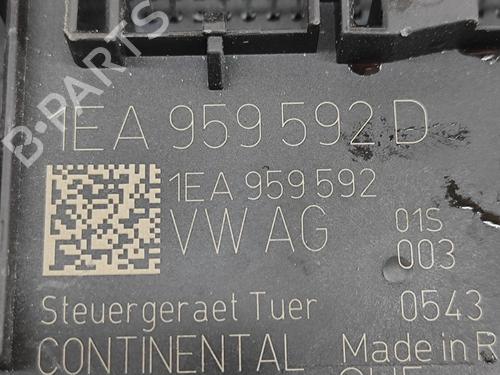 1EA 959 592 D
1EA 959 592
VW AG
01S
003
Steuergeraet Tuer
0543
CONTINENTAL
Made in R
B-PARTS